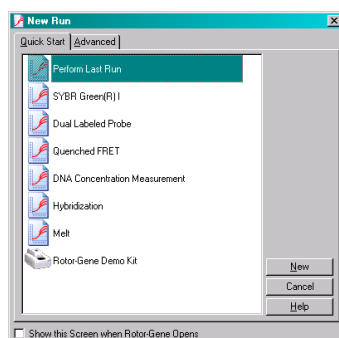 New Run
Quick Start Advanced
Perform Last Run
SYBR Green(R) I
Dual Labeled Probe
Quenched FRET
DNA Concentration Measurement
Hybridization
Melt
Rotor-Gene Demo Kit
New
Cancel
Help
Show this Screen when Rotor-Gene Opens